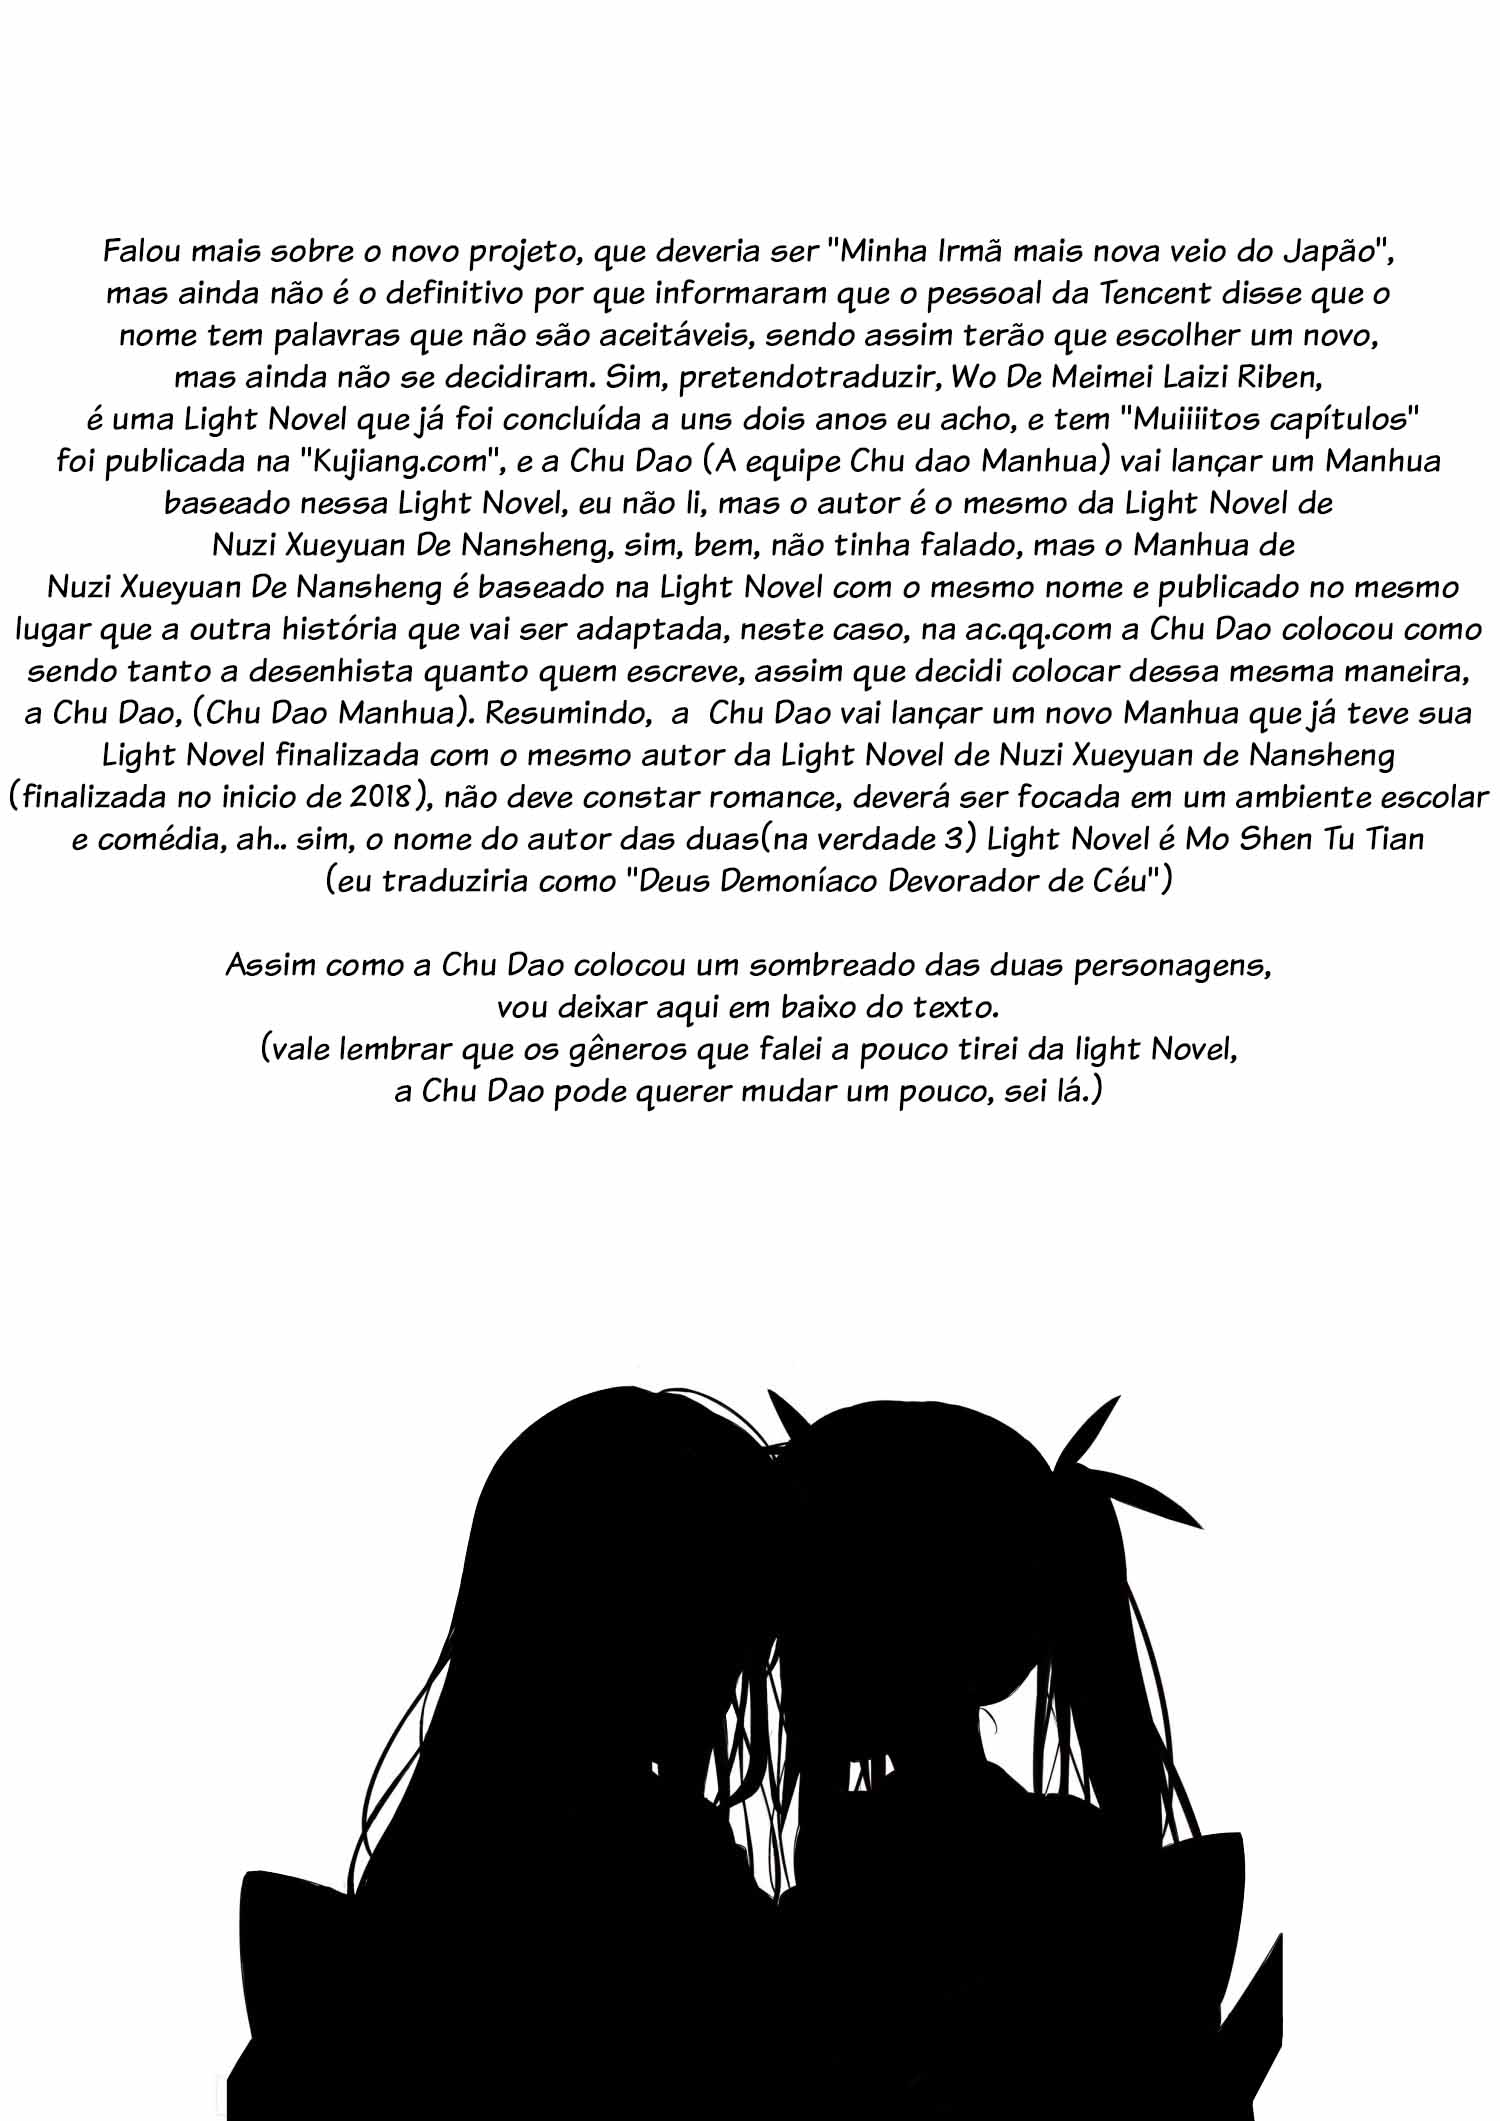 Falou mais sobre o novo projeto, que deveria ser "Minha Irmã mais nova veio do Japão",
mas ainda não é o definitivo por que informaram que o pessoal da Tencent disse que o
nome tem palavras que não são aceitáveis, sendo assim terão que escolher um novo,
mas ainda não se decidiram. Sim, pretendotraduzir, Wo De Meimei Laizi Riben,
é uma Light Novel que já foi concluída a uns dois anos eu acho, e tem "Muiiiitos capítulos"
foi publicada na "Kujiang.com", e a Chu Dao (A equipe Chu dao Manhua) vai lançar um Manhua
baseado nessa Light Novel, eu não li, mas o autor é o mesmo da Light Novel de
Nuzi Xueyuan De Nansheng, sim, bem, não tinha falado, mas o Manhua de
Nuzi Xueyuan De Nansheng é baseado na Light Novel com o mesmo nome e publicado no mesmo
lugar que a outra história que vai ser adaptada, neste caso, na ac.qq.com a Chu Dao colocou como
sendo tanto a desenhista quanto quem escreve, assim que decidi colocar dessa mesma maneira,
a Chu Dao, (Chu Dao Manhua). Resumindo, a Chu Dao vai lançar um novo Manhua que já teve sua
Light Novel finalizada com o mesmo autor da Light Novel de Nuzi Xueyuan de Nansheng
(finalizada no inicio de 2018), não deve constar romance, deverá ser focada em um ambiente escolar
e comédia, ah.. sim, o nome do autor das duas(na verdade 3) Light Novel é Mo Shen Tu Tian
(eu traduziria como "Deus Demoníaco Devorador de Céu")
Assim como a Chu Dao colocou um sombreado das duas personagens,
vou deixar aqui em baixo do texto.
(vale lembrar que os gêneros que falei a pouco tirei da light Novel,
a Chu Dao pode querer mudar um pouco, sei lá.)